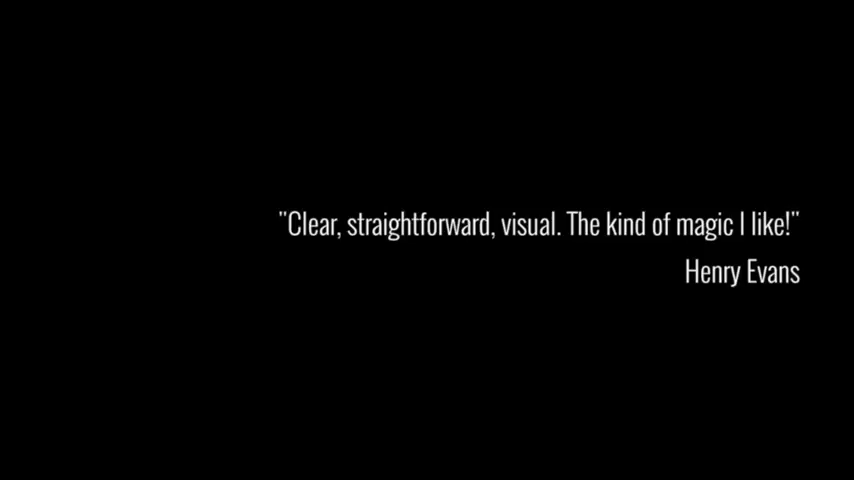 "Clear, straightforward, visual. The kind of magic I like!"
Henry Evans